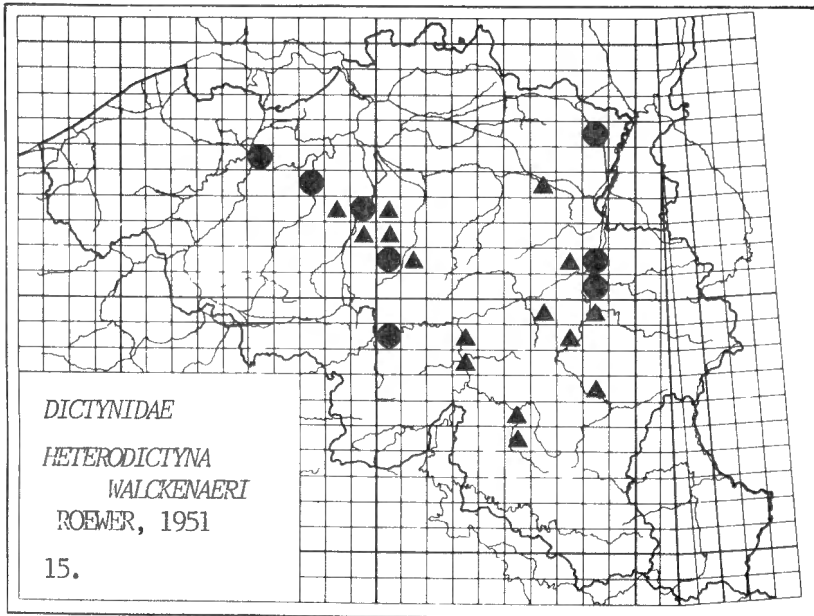 DICTYNIDAE
HETERODICTYNA
WALCKENAERI
ROEWER, 1951
15.